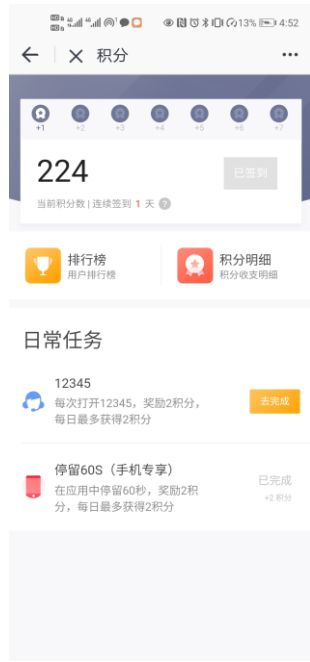 13% 4:52
积分
+1 +2 +3 +4 +5 +6 +7
224
已签到
当前积分数 | 连续签到 1 天 ?
排行榜
用户排行榜
积分明细
积分收支明细
日常任务
12345
每次打开12345，奖励2积分，
每日最多获得2积分
去完成
停留60S（手机专享）
在应用中停留60秒，奖励2积
分，每日最多获得2积分
已完成
+2 积分